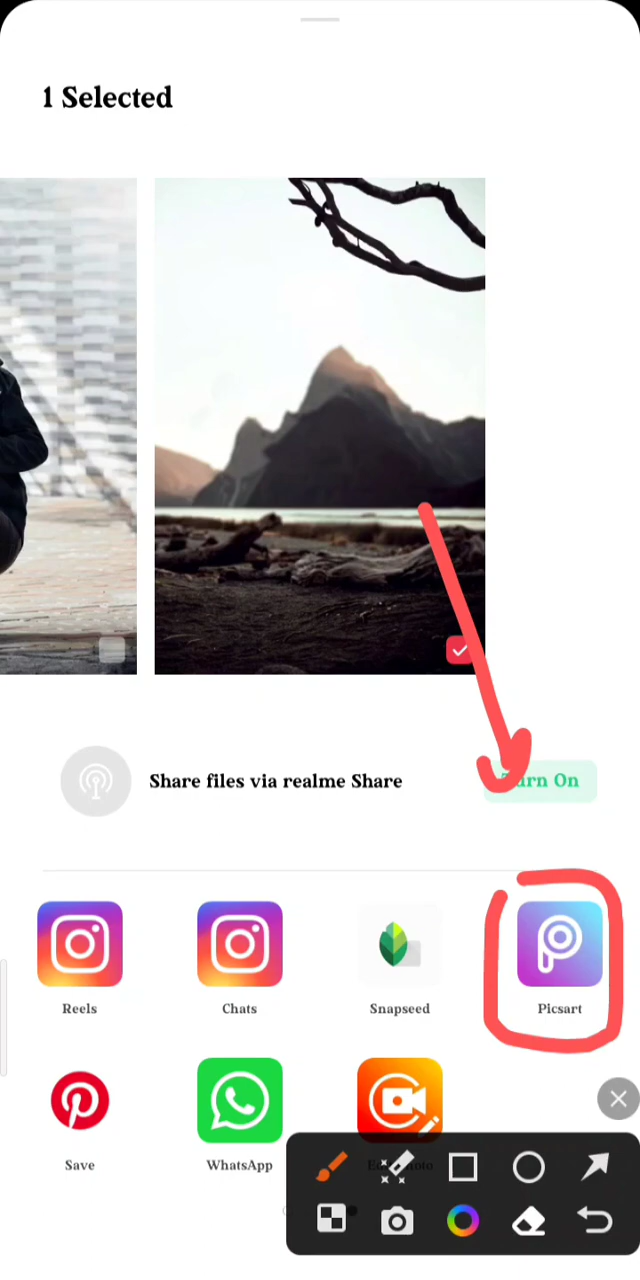 1 Selected
Share files via realme Share
Turn On
Reels
Chats
Snapseed
Picsart
Save
WhatsApp